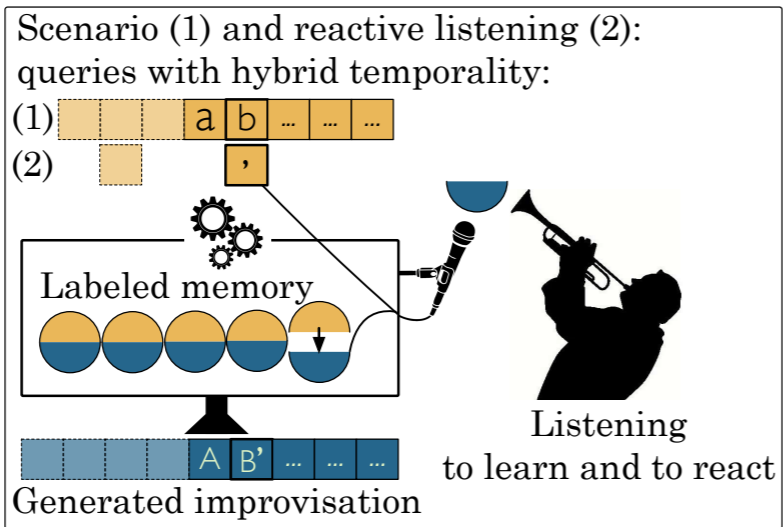 Scenario (1) and reactive listening (2):
queries with hybrid temporality:
(1) a b ... ... ...
(2) ’
Labeled memory
Listening
to learn and to react
A B’ ... ... ...
Generated improvisation